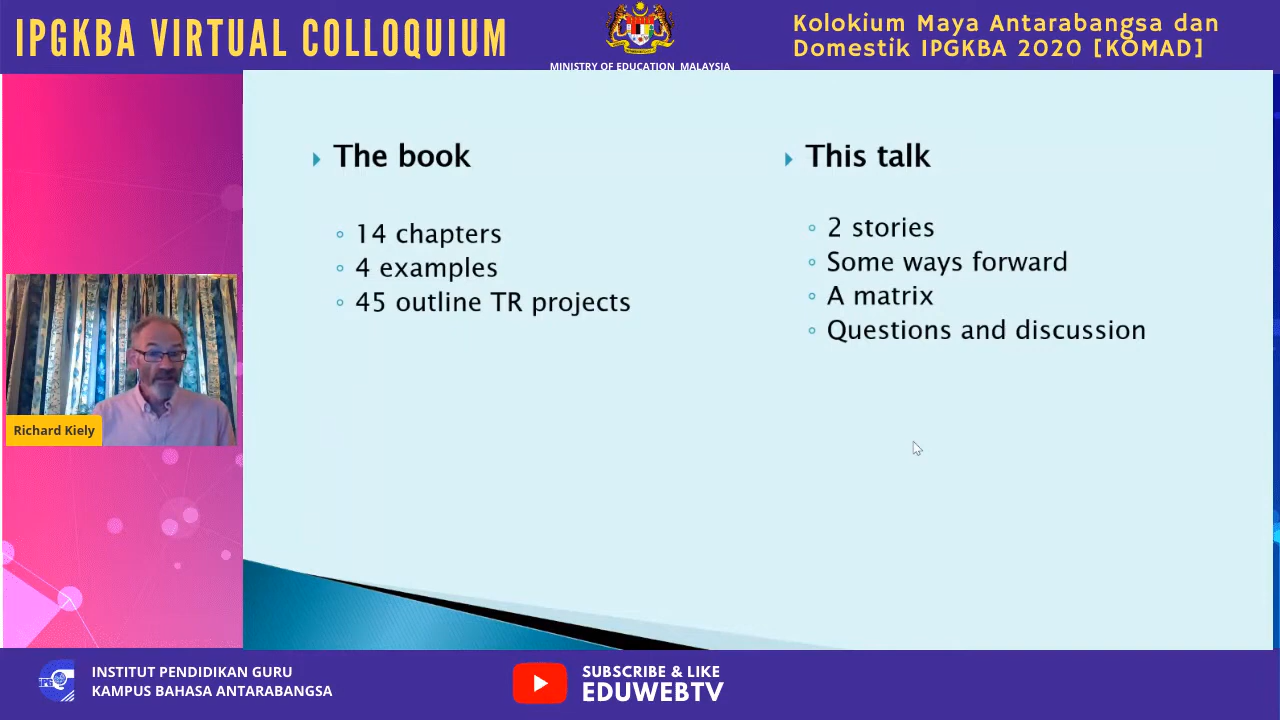 IPGKBA VIRTUAL COLLOQUIUM
MINISTRY OF EDUCATION MALAYSIA
Kolokium Maya Antarabangsa dan
Domestik IPGKBA 2020 [KOMAD]
The book
14 chapters
4 examples
45 outline TR projects
This talk
2 stories
Some ways forward
A matrix
Questions and discussion
Richard Kiely
IPG
INSTITUT PENDIDIKAN GURU
KAMPUS BAHASA ANTARABANGSA
SUBSCRIBE & LIKE
EDUWEBTV